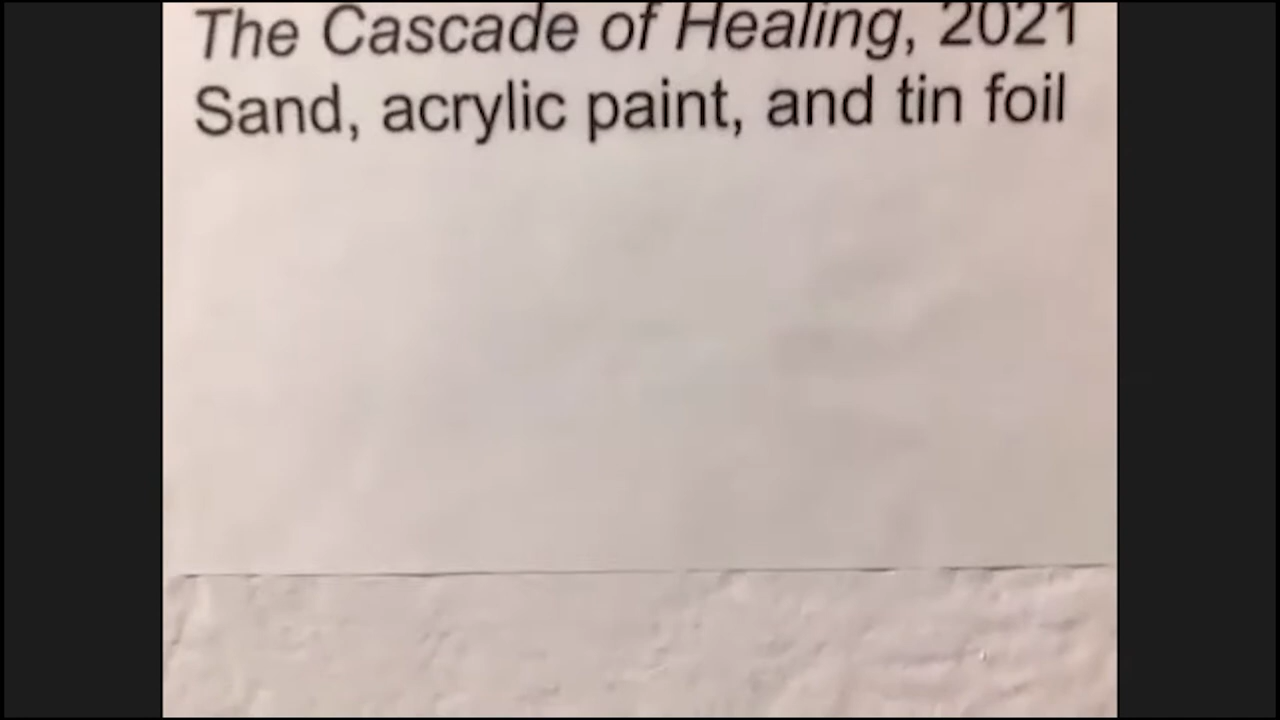 The Cascade of Healing, 2021
Sand, acrylic paint, and tin foil